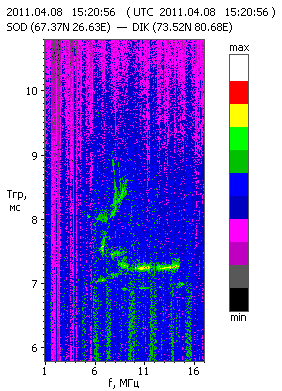 2011.04.08 15:20:56 (UTC 2011.04.08 15:20:56)
SOD (67.37N 26.63E) — DIK (73.52N 80.68E)
max
10
9
Тгр,
мс
8
7
6
min
1 6 11 16
f, МГц